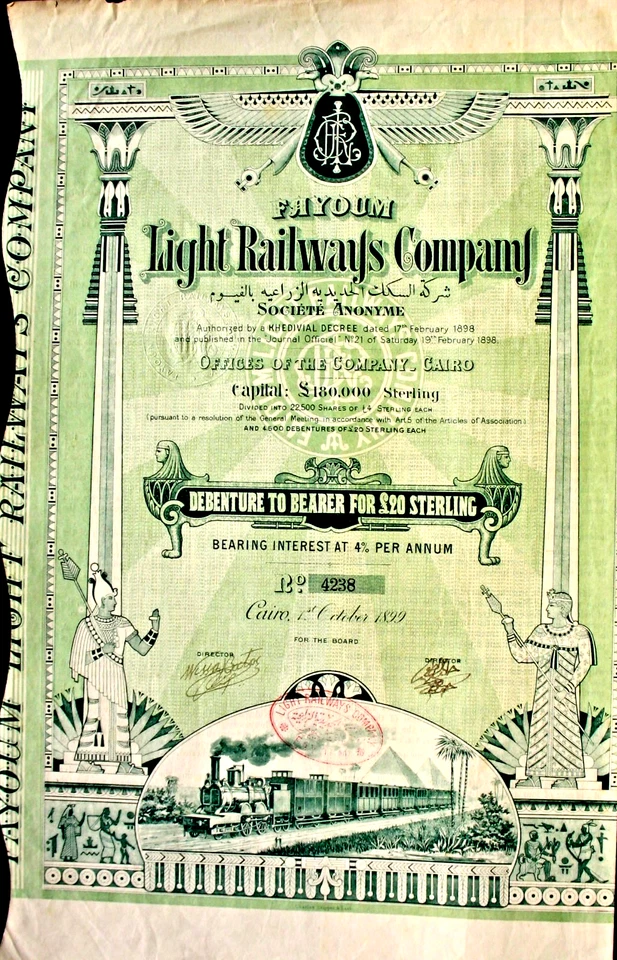 FAYOUM
Light Railways Company
شركة السكك الحديديه الزراعيه بالفيوم
SOCIÉTÉ ANONYME
Authorized by a KHEDIVIAL DECREE dated 17th February 1898
and published in the "Journal Officiel" No 21 of Saturday 19th February 1898.
OFFICES OF THE COMPANY, CAIRO
Capital: £180,000 Sterling
DIVIDED INTO 22,500 SHARES OF £4 STERLING EACH
(pursuant to a resolution of the General Meeting in accordance with Art. 5 of the Articles of Association)
AND 4,500 DEBENTURES OF £20 STERLING EACH
DEBENTURE TO BEARER FOR £20 STERLING
BEARING INTEREST AT 4% PER ANNUM
No 4238
Cairo, 1st October 1899
FOR THE BOARD
DIRECTOR
DIRECTOR
LIGHT RAILWAYS COMPANY
FAYOUM LIGHT RAILWAYS COMPANY